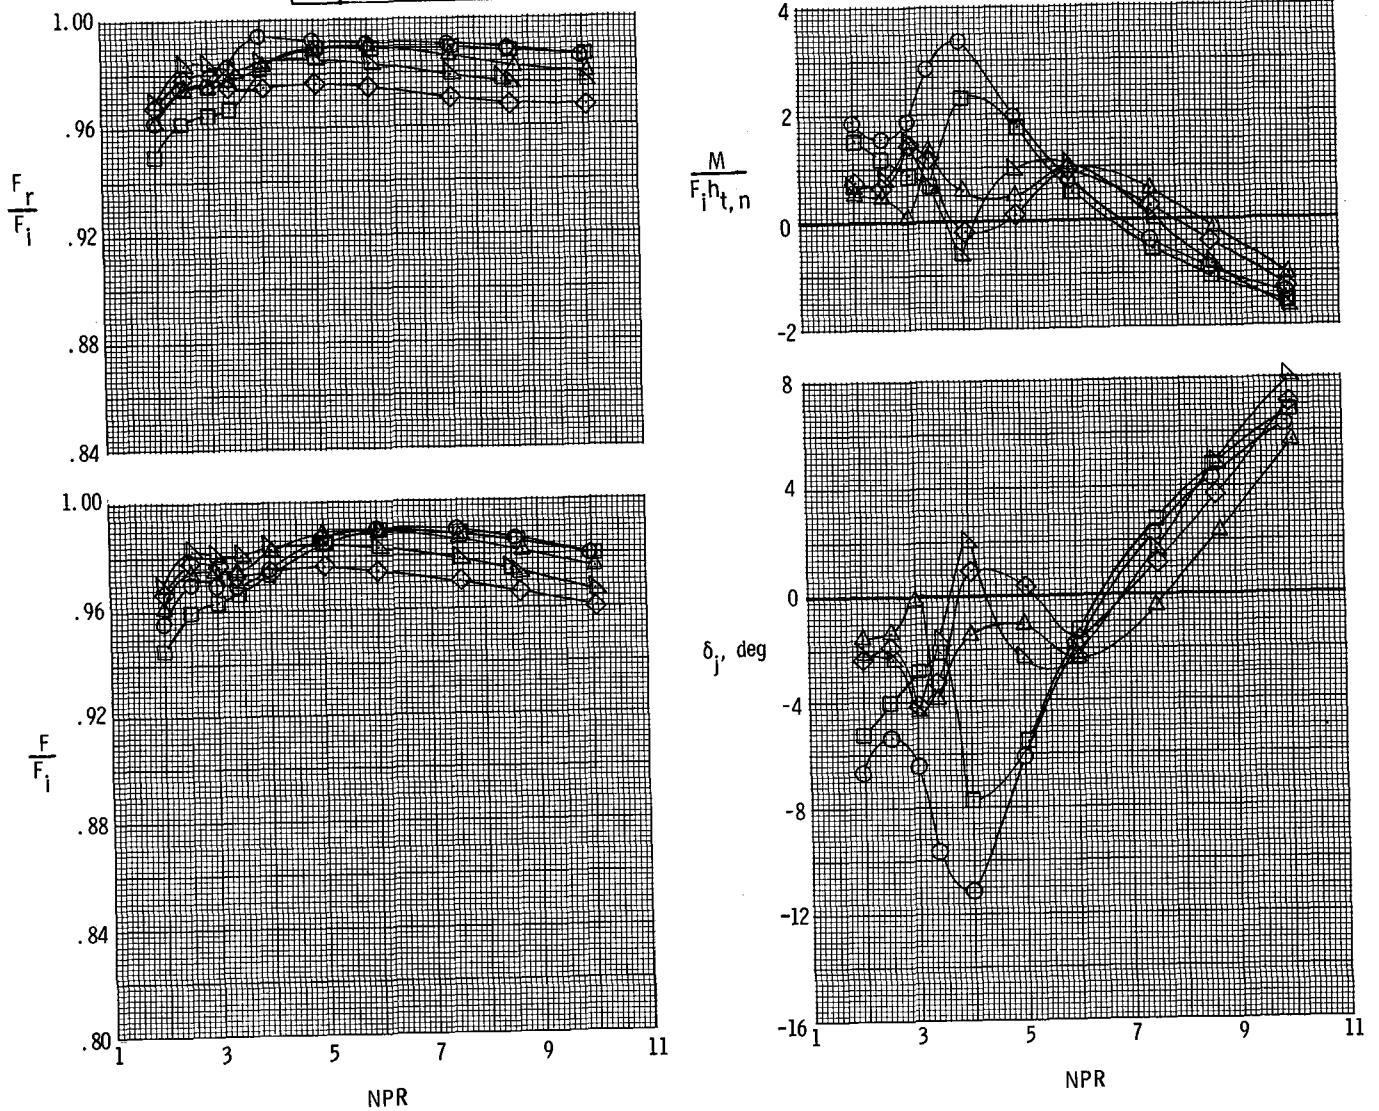 1.00
.96
.92
.88
.84
F_r
F_i
1.00
.96
.92
.88
.84
.80
F
F_i
1 3 5 7 9 11
NPR
4
2
0
-2
M
F_i h_t,n
8
4
0
-4
-8
-12
-16
δ_j, deg
1 3 5 7 9 11
NPR